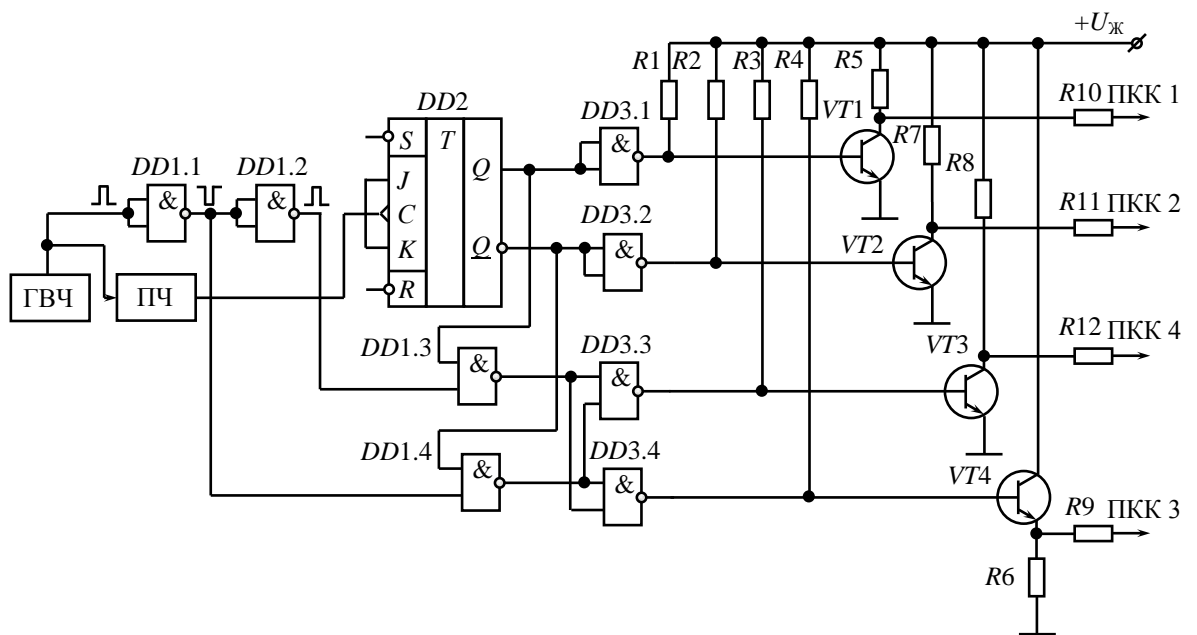 +U_Ж
R1 R2 R3 R4 R5
R10 ПКК 1
DD2
DD3.1
VT1
S T
&
R7
DD1.1 DD1.2
J Q
R8
& &
C
DD3.2
R11 ПКК 2
K Q
&
VT2
ГВЧ ПЧ
R
R12 ПКК 4
DD1.3 DD3.3
VT3
& &
DD1.4 DD3.4
VT4
& &
R9 ПКК 3
R6